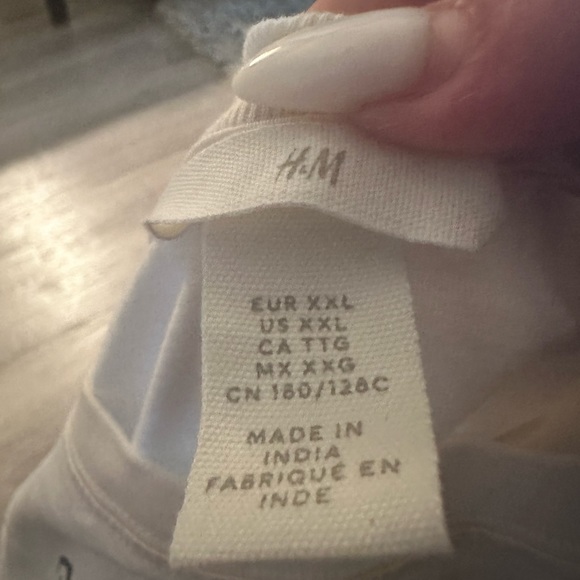 H&M
EUR XXL
US XXL
CA TTG
MX XXG
CN 180/128C
MADE IN
INDIA
FABRIQUÉ EN
INDE